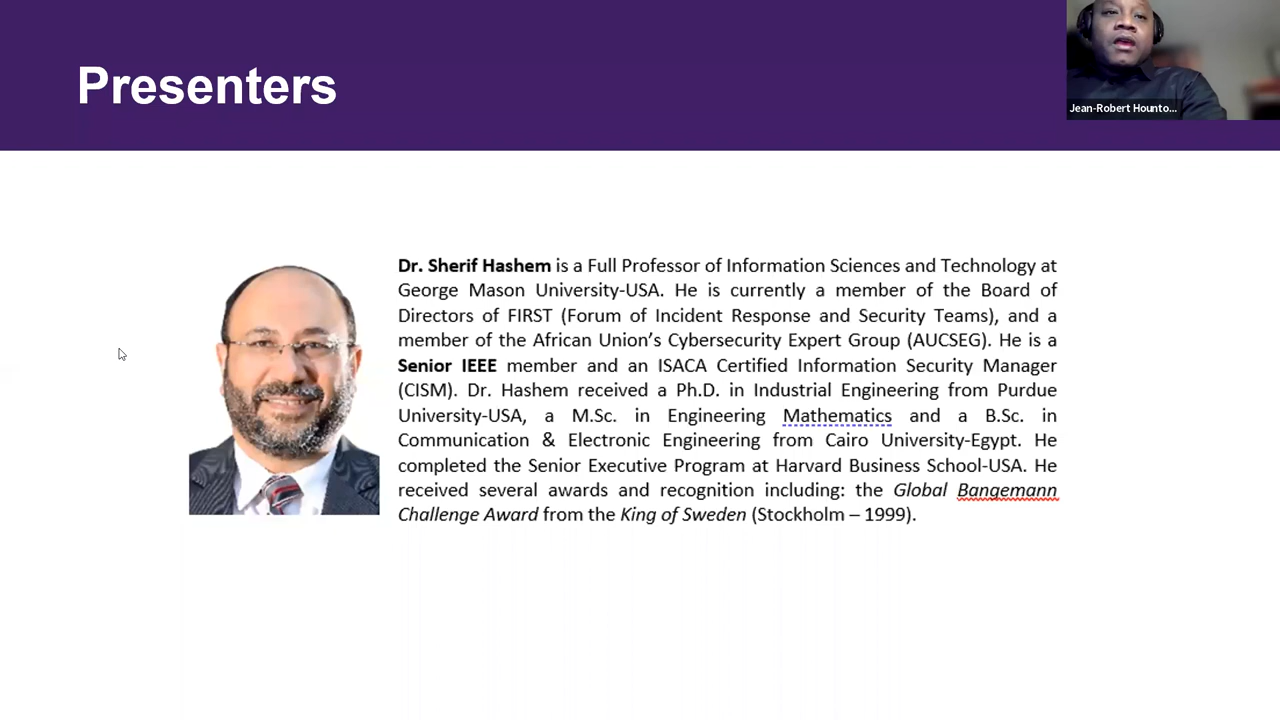 Presenters
Jean-Robert Hounto...
Dr. Sherif Hashem is a Full Professor of Information Sciences and Technology at
George Mason University-USA. He is currently a member of the Board of
Directors of FIRST (Forum of Incident Response and Security Teams), and a
member of the African Union’s Cybersecurity Expert Group (AUCSEG). He is a
Senior IEEE member and an ISACA Certified Information Security Manager
(CISM). Dr. Hashem received a Ph.D. in Industrial Engineering from Purdue
University-USA, a M.Sc. in Engineering Mathematics and a B.Sc. in
Communication & Electronic Engineering from Cairo University-Egypt. He
completed the Senior Executive Program at Harvard Business School-USA. He
received several awards and recognition including: the Global Bangemann
Challenge Award from the King of Sweden (Stockholm – 1999).